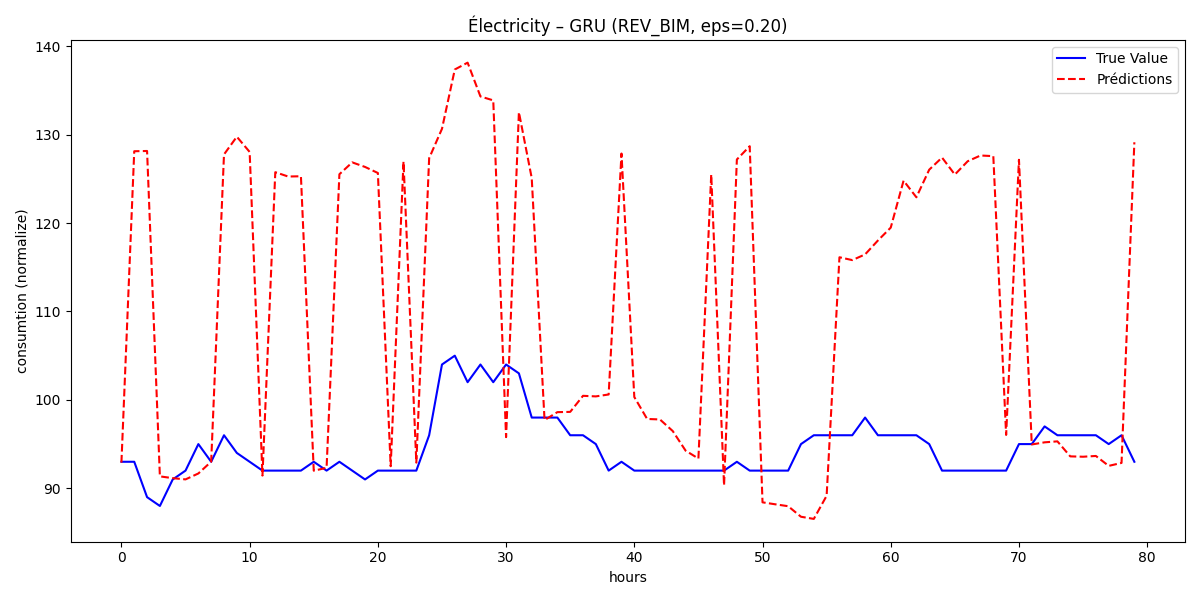 Électricity – GRU (REV_BIM, eps=0.20)
True Value
Prédictions
consumtion (normalize)
140
130
120
110
100
90
0 10 20 30 40 50 60 70 80
hours